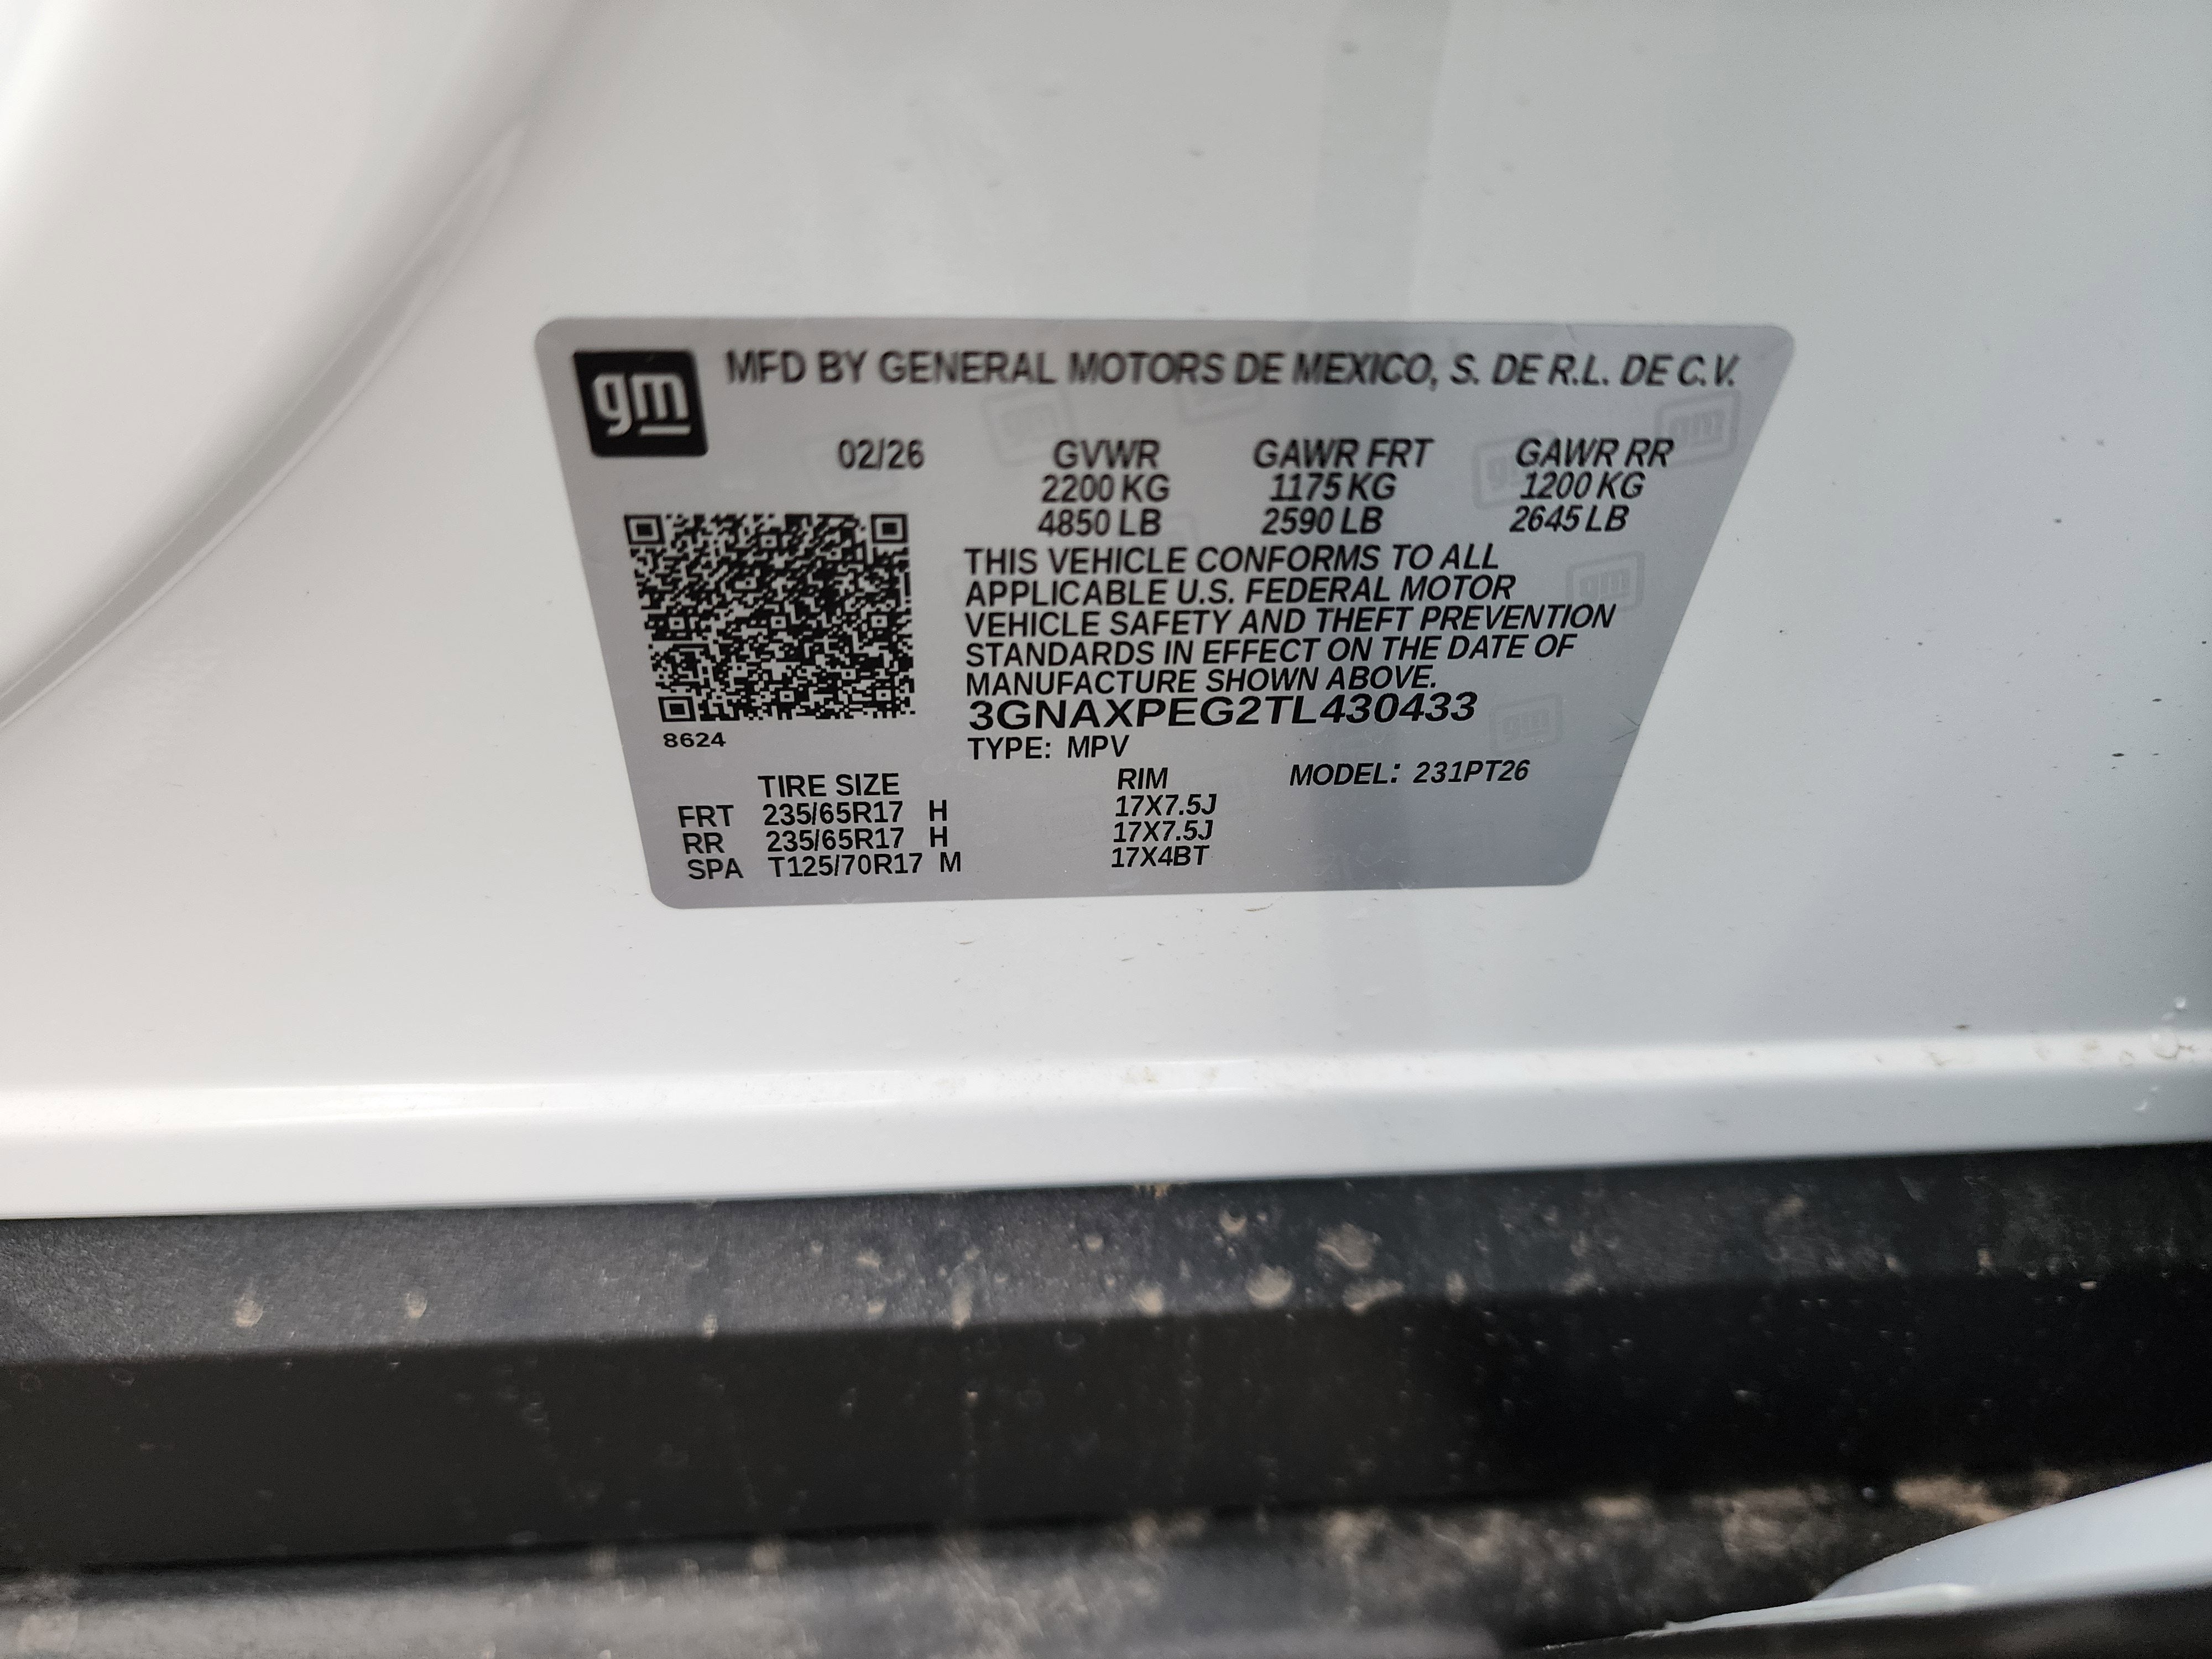 gm MFD BY GENERAL MOTORS DE MEXICO, S. DE R.L. DE C.V.
02/26 GVWR GAWR FRT GAWR RR
2200 KG 1175 KG 1200 KG
4850 LB 2590 LB 2645 LB
THIS VEHICLE CONFORMS TO ALL
APPLICABLE U.S. FEDERAL MOTOR
VEHICLE SAFETY AND THEFT PREVENTION
STANDARDS IN EFFECT ON THE DATE OF
MANUFACTURE SHOWN ABOVE.
3GNAXPEG2TL430433
8624 TYPE: MPV
TIRE SIZE RIM MODEL: 231PT26
FRT 235/65R17 H 17X7.5J
RR 235/65R17 H 17X7.5J
SPA T125/70R17 M 17X4BT